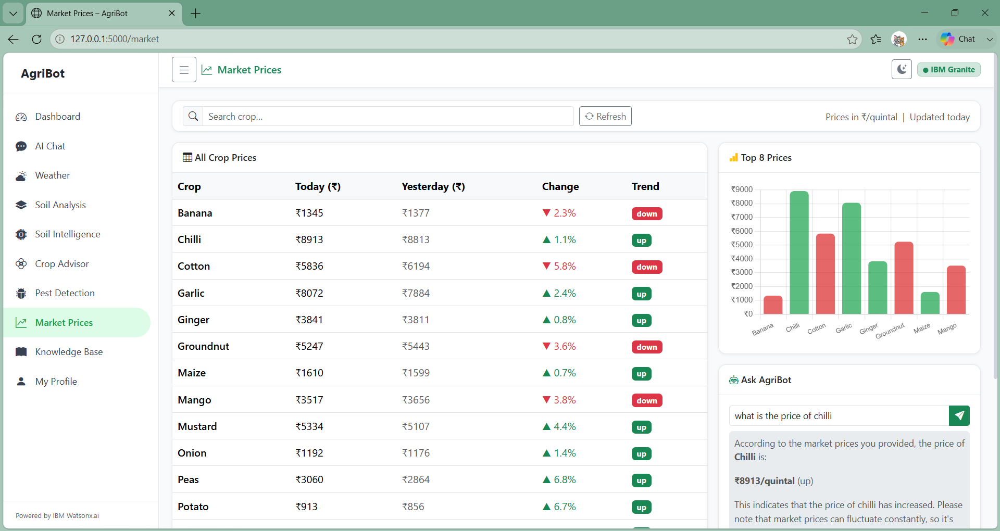 Market Prices – AgriBot
127.0.0.1:5000/market
Chat
AgriBot
Market Prices
IBM Granite
Dashboard
AI Chat
Weather
Soil Analysis
Soil Intelligence
Crop Advisor
Pest Detection
Market Prices
Knowledge Base
My Profile
Powered by IBM Watsonx.ai
Search crop...
Refresh
Prices in ₹/quintal | Updated today
All Crop Prices
Crop Today (₹) Yesterday (₹) Change Trend
Banana ₹1345 ₹1377 ▼ 2.3% down
Chilli ₹8913 ₹8813 ▲ 1.1% up
Cotton ₹5836 ₹6194 ▼ 5.8% down
Garlic ₹8072 ₹7884 ▲ 2.4% up
Ginger ₹3841 ₹3811 ▲ 0.8% up
Groundnut ₹5247 ₹5443 ▼ 3.6% down
Maize ₹1610 ₹1599 ▲ 0.7% up
Mango ₹3517 ₹3656 ▼ 3.8% down
Mustard ₹5334 ₹5107 ▲ 4.4% up
Onion ₹1192 ₹1176 ▲ 1.4% up
Peas ₹3060 ₹2864 ▲ 6.8% up
Potato ₹913 ₹856 ▲ 6.7% up
Top 8 Prices
₹9000
₹8000
₹7000
₹6000
₹5000
₹4000
₹3000
₹2000
₹1000
₹0
Banana Chilli Cotton Garlic Ginger Groundnut Maize Mango
Ask AgriBot
what is the price of chilli
According to the market prices you provided, the price of
Chilli is:
₹8913/quintal (up)
This indicates that the price of chilli has increased. Please
note that market prices can fluctuate constantly, so it's